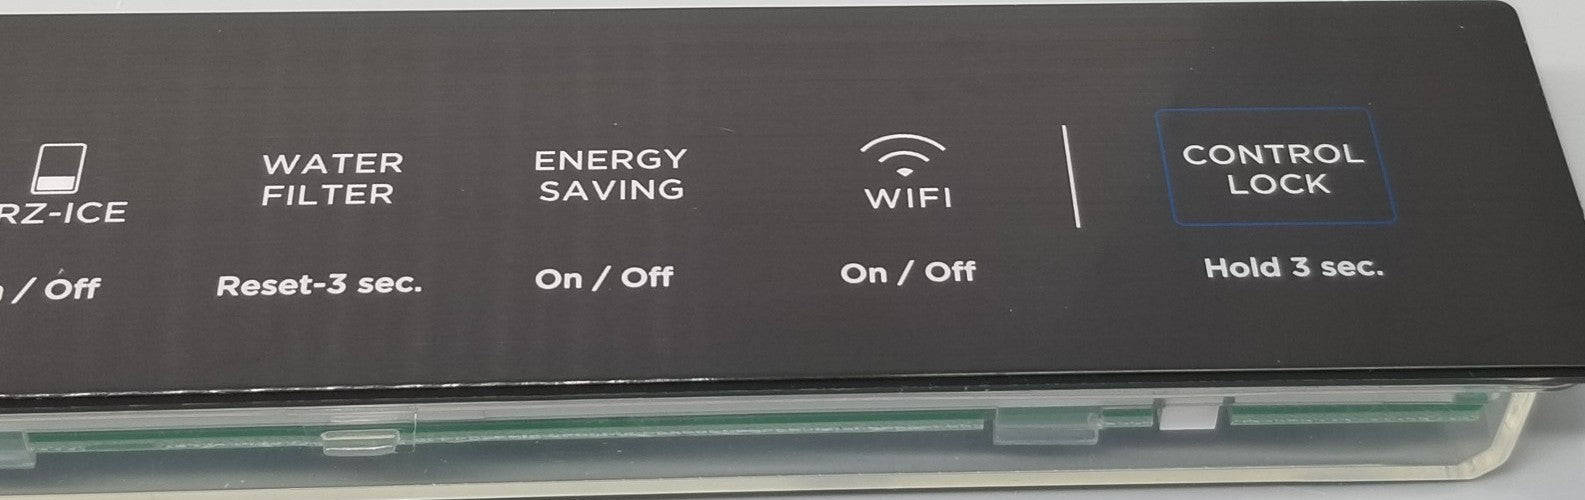 RZ-ICE
/ Off
WATER
FILTER
Reset-3 sec.
ENERGY
SAVING
On / Off
WIFI
On / Off
CONTROL
LOCK
Hold 3 sec.